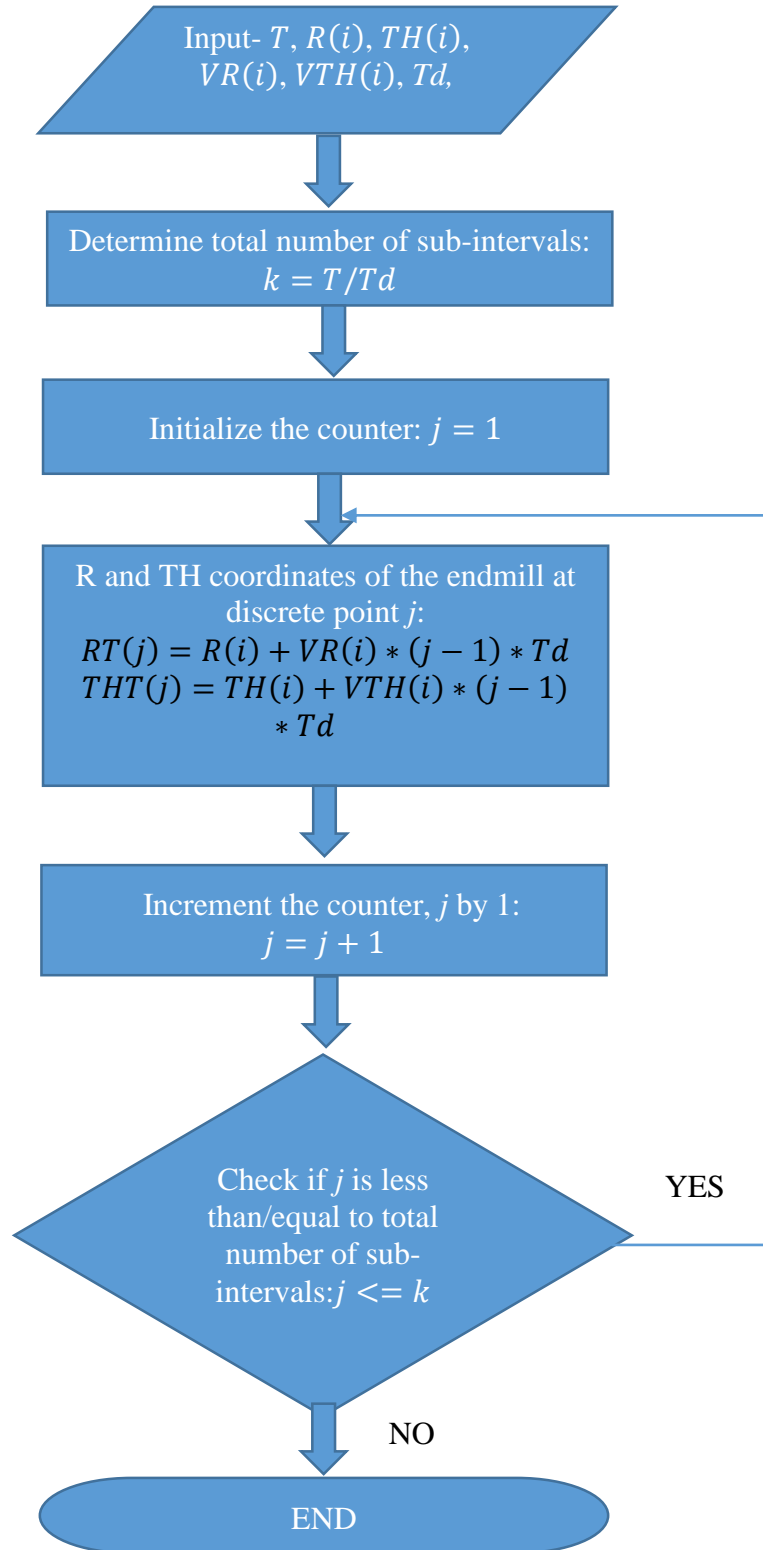 Input- T, R(i), TH(i),
VR(i), VTH(i), Td,
Determine total number of sub-intervals:
k = T/Td
Initialize the counter: j = 1
R and TH coordinates of the endmill at
discrete point j:
RT(j) = R(i) + VR(i) * (j − 1) * Td
THT(j) = TH(i) + VTH(i) * (j − 1)
* Td
Increment the counter, j by 1:
j = j + 1
Check if j is less
than/equal to total
number of sub-
intervals:j <= k
YES
NO
END